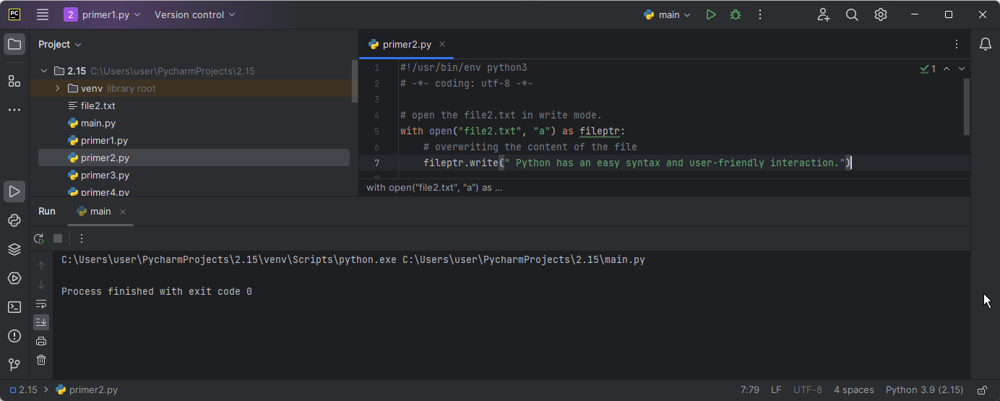 PC
2 primer1.py Version control main
Project
2.15 C:\Users\user\PycharmProjects\2.15
venv library root
file2.txt
main.py
primer1.py
primer2.py
primer3.py
primer4.py
primer2.py
1 #!/usr/bin/env python3
2 # -*- coding: utf-8 -*-
3
4 # open the file2.txt in write mode.
5 with open("file2.txt", "a") as fileptr:
6 # overwriting the content of the file
7 fileptr.write(" Python has an easy syntax and user-friendly interaction.")
8
1
with open("file2.txt", "a") as ...
Run main
C:\Users\user\PycharmProjects\2.15\venv\Scripts\python.exe C:\Users\user\PycharmProjects\2.15\main.py
Process finished with exit code 0
2.15 primer2.py 7:79 LF UTF-8 4 spaces Python 3.9 (2.15)